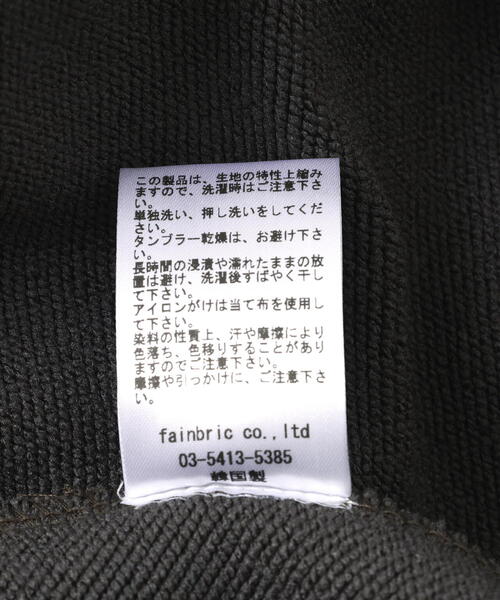 この製品は、生地の特性上縮み
ますので、洗濯時はご注意下さ
い。
単独洗い、押し洗いをしてくだ
さい。
タンブラー乾燥は、お避け下さ
い。
長時間の浸漬や濡れたままの放
置は避け、洗濯後すばやく干し
て下さい。
アイロンがけは当て布を使用し
て下さい。
染料の性質上、汗や摩擦により
色落ち、色移りすることがあり
ますのでご注意下さい。
摩擦や引っかけに、ご注意下さ
い。
fainbric co.,ltd
03-5413-5385
韓国製